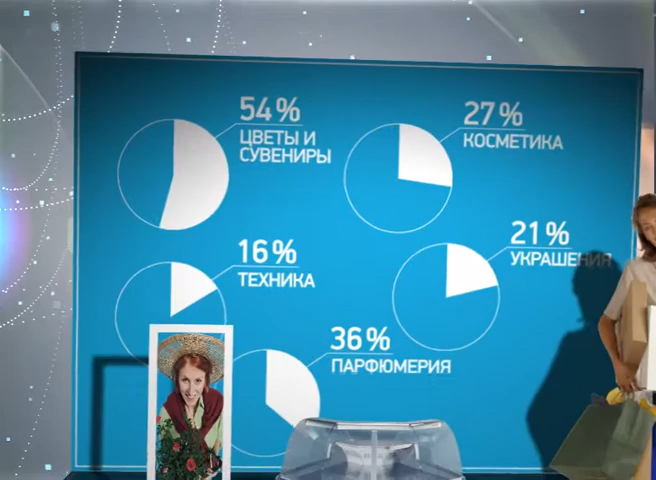 54%
ЦВЕТЫ И
СУВЕНИРЫ
27%
КОСМЕТИКА
16%
ТЕХНИКА
21%
УКРАШЕНИЯ
36%
ПАРФЮМЕРИЯ